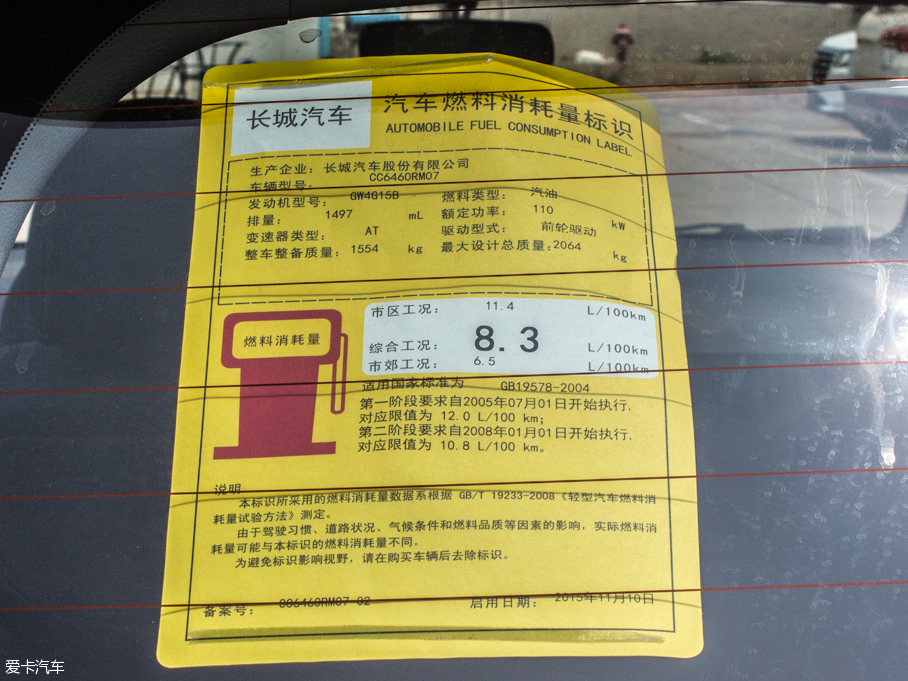 长城汽车
汽车燃料消耗量标识
AUTOMOBILE FUEL CONSUMPTION LABEL
生产企业：长城汽车股份有限公司
车辆型号： CC6460RM07
发动机型号： GW4G15B 燃料类型： 汽油
排量： 1497 mL 额定功率： 110 kW
变速器类型： AT 驱动型式： 前轮驱动
整车整备质量：1554 kg 最大设计总质量：2064 kg
燃料消耗量
市区工况： 11.4 L/100km
综合工况： 8.3 L/100km
市郊工况： 6.5 L/100km
适用国家标准为 GB19578-2004
第一阶段要求自2005年07月01日开始执行，
对应限值为 12.0 L/100 km；
第二阶段要求自2008年01月01日开始执行，
对应限值为 10.8 L/100 km。
说明
本标识所采用的燃料消耗量数据系根据 GB/T 19233-2008《轻型汽车燃料消
耗量试验方法》测定。
由于驾驶习惯、道路状况、气候条件和燃料品质等因素的影响，实际燃料消
耗量可能与本标识的燃料消耗量不同。
为避免标识影响视野，请在购买车辆后去除标识。
备案号： 启用日期： 2015年11月10日
爱卡汽车